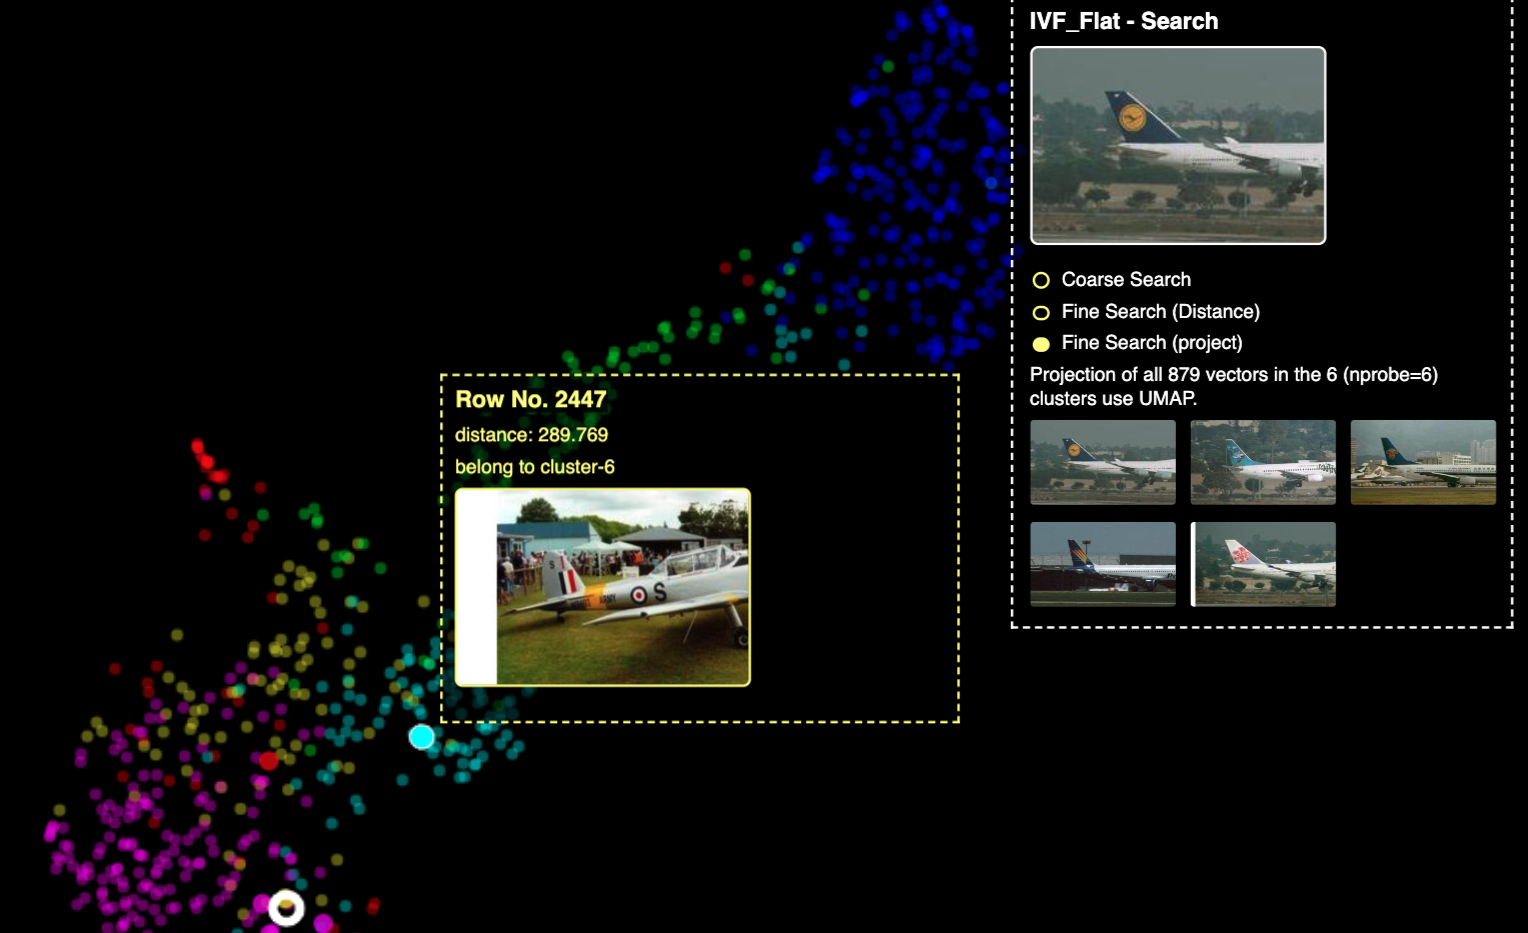 IVF_Flat - Search
Coarse Search
Fine Search (Distance)
Fine Search (project)
Projection of all 879 vectors in the 6 (nprobe=6)
clusters use UMAP.
Row No. 2447
distance: 289.769
belong to cluster-6
S
S